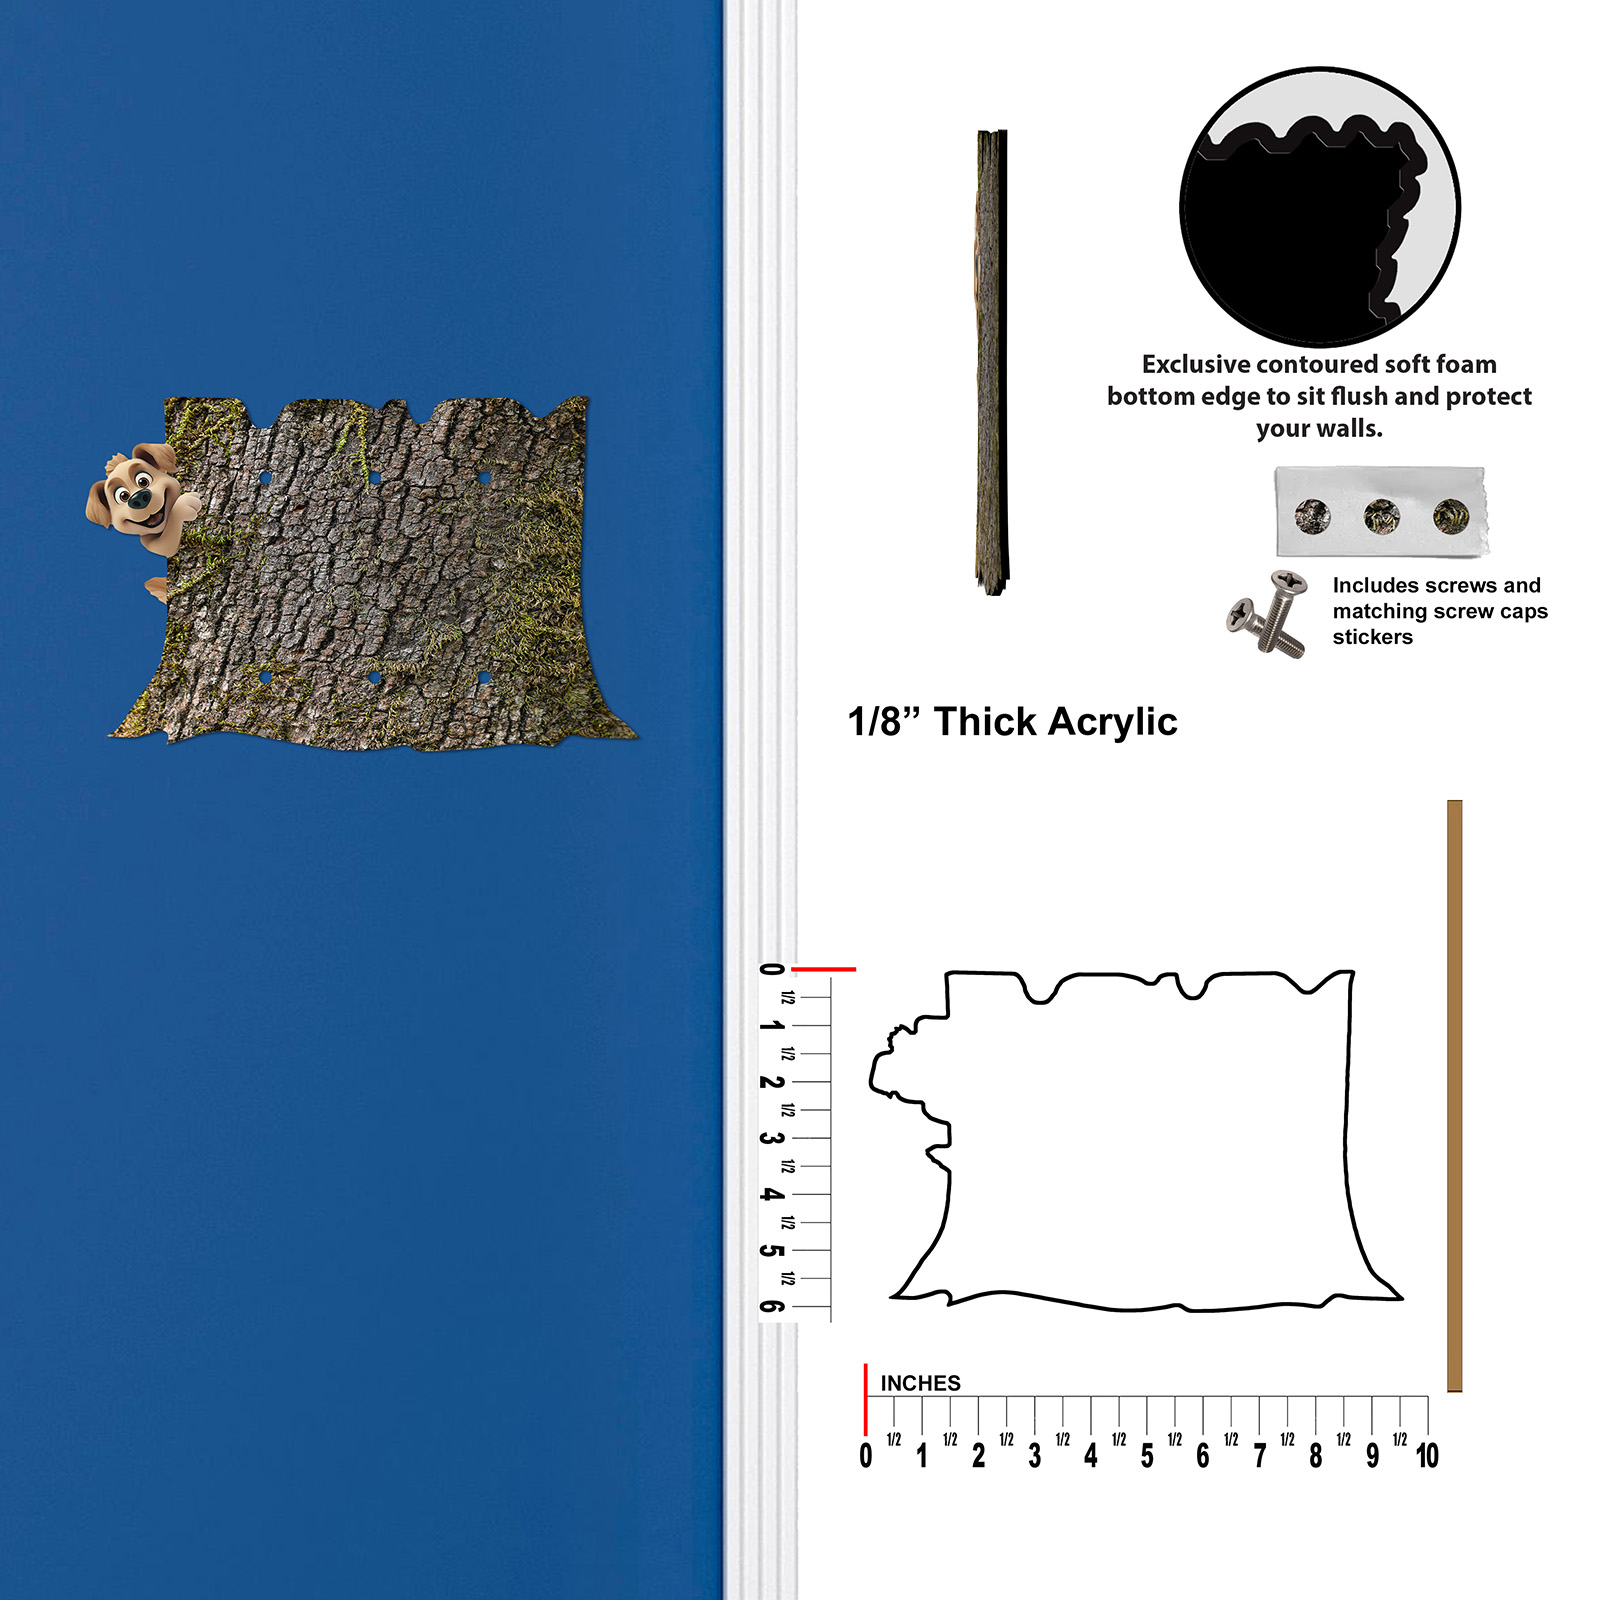 Exclusive contoured soft foam
bottom edge to sit flush and protect
your walls.
Includes screws and
matching screw caps
stickers
1/8” Thick Acrylic
0
1/2
1
1/2
2
1/2
3
1/2
4
1/2
5
1/2
6
INCHES
0 1/2 1 1/2 2 1/2 3 1/2 4 1/2 5 1/2 6 1/2 7 1/2 8 1/2 9 1/2 10